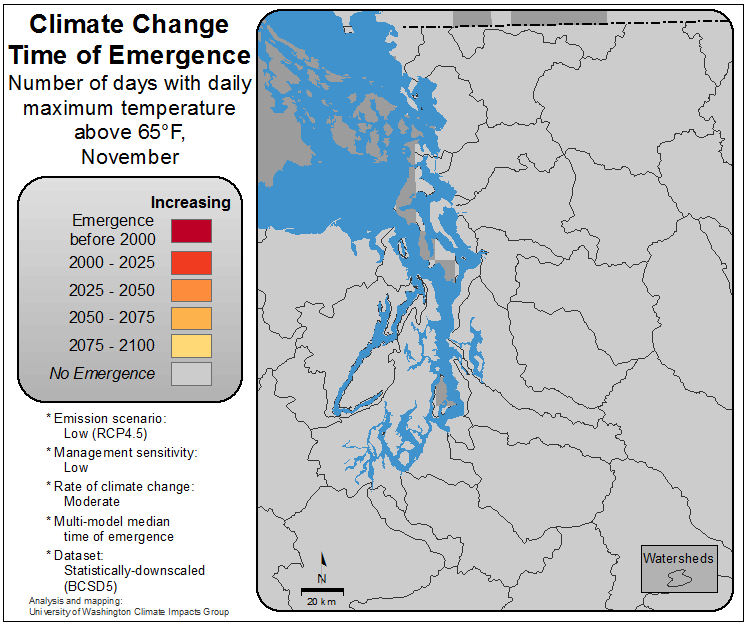 Climate Change
Time of Emergence
Number of days with daily
maximum temperature
above 65°F,
November
Increasing
Emergence
before 2000
2000 - 2025
2025 - 2050
2050 - 2075
2075 - 2100
No Emergence
* Emission scenario:
Low (RCP4.5)
* Management sensitivity:
Low
* Rate of climate change:
Moderate
* Multi-model median
time of emergence
* Dataset:
Statistically-downscaled
(BCSD5)
Analysis and mapping:
University of Washington Climate Impacts Group
N
20 km
Watersheds